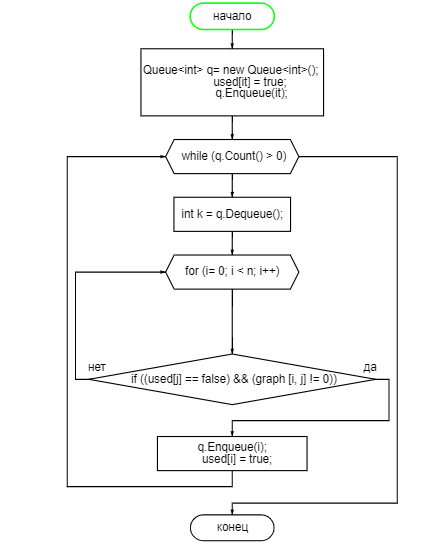 начало
Queue<int> q= new Queue<int>();
used[it] = true;
q.Enqueue(it);
while (q.Count() > 0)
int k = q.Dequeue();
for (i= 0; i < n; i++)
нет
да
if ((used[j] == false) && (graph [i, j] != 0))
q.Enqueue(i);
used[i] = true;
конец